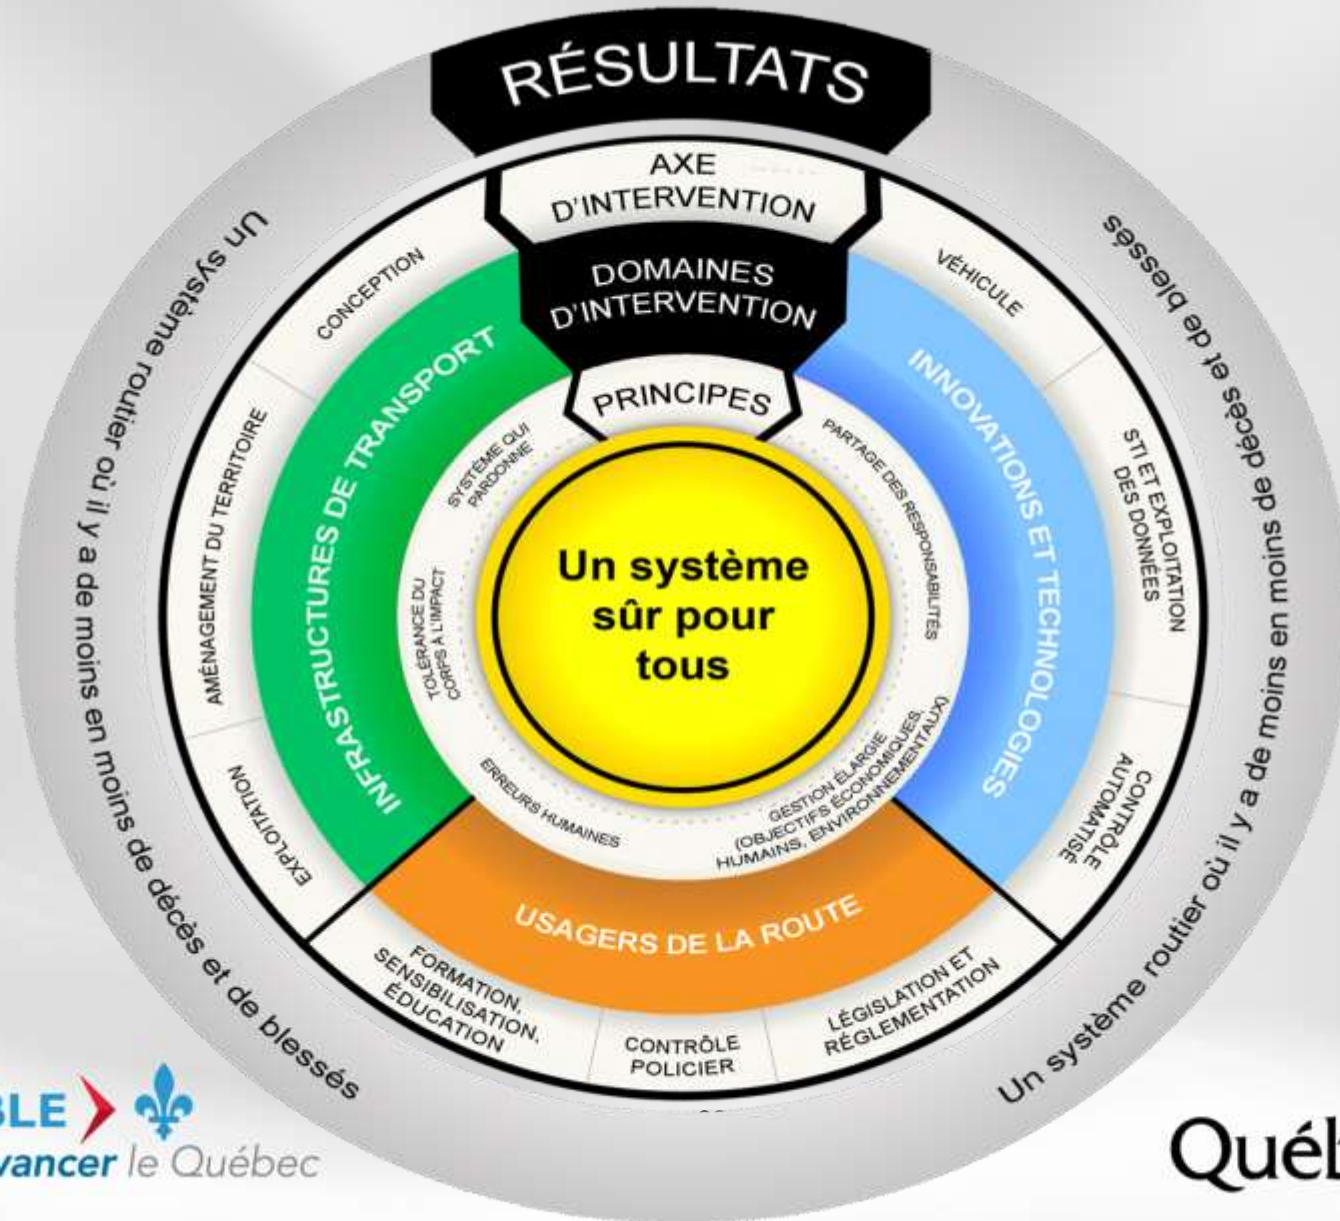 RÉSULTATS
AXE
D'INTERVENTION
DOMAINES
D'INTERVENTION
PRINCIPES
Un système
sûr pour
tous
SYSTÈME QUI
PARDONNE
TOLÉRANCE DU
CORPS À L'IMPACT
ERREURS HUMAINES
GESTION ÉLARGIE
(OBJECTIFS ÉCONOMIQUES,
HUMAINS, ENVIRONNEMENTAUX)
PARTAGE DES RESPONSABILITÉS
INFRASTRUCTURES DE TRANSPORT
CONCEPTION
AMÉNAGEMENT DU TERRITOIRE
EXPLOITATION
INNOVATIONS ET TECHNOLOGIES
VÉHICULE
STI ET EXPLOITATION
DES DONNÉES
CONTRÔLE
AUTOMATISÉ
USAGERS DE LA ROUTE
FORMATION,
SENSIBILISATION,
ÉDUCATION
CONTRÔLE
POLICIER
LÉGISLATION ET
RÉGLEMENTATION
Un système routier où il y a de moins en moins de décès et de blessés
Un système routier où il y a de moins en moins de décès et de blessés
BLE
vancer le Québec
Québ